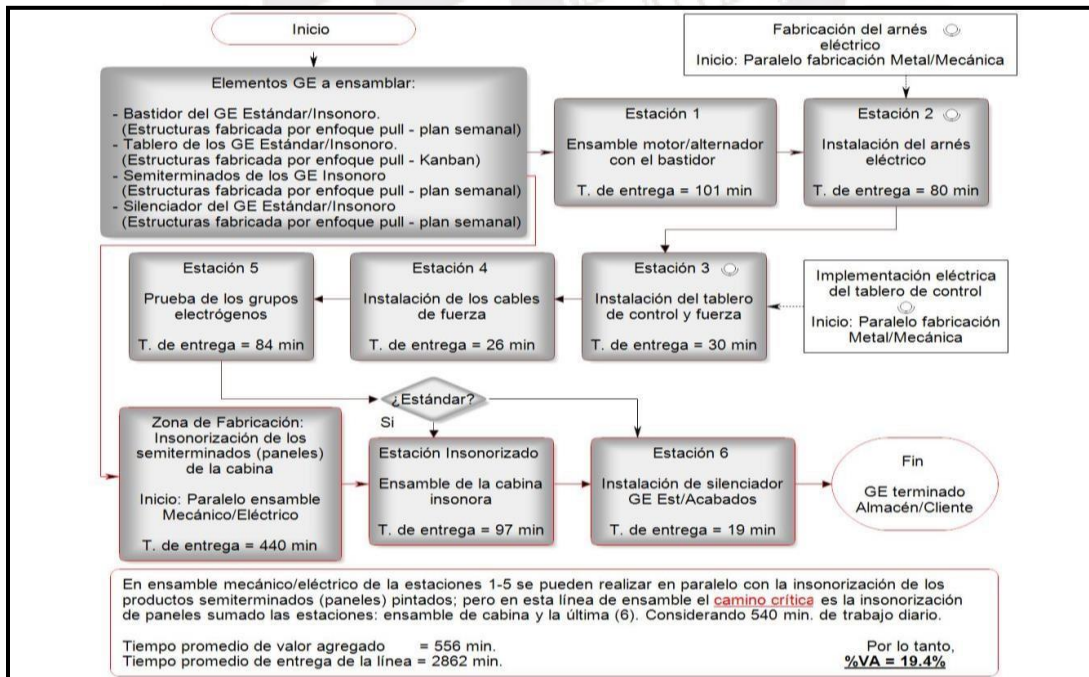 Inicio
Fabricación del arnés
eléctrico
Inicio: Paralelo fabricación Metal/Mecánica
Elementos GE a ensamblar:
- Bastidor del GE Estándar/Insonoro.
(Estructuras fabricada por enfoque pull - plan semanal)
- Tablero de los GE Estándar/Insonoro.
(Estructuras fabricada por enfoque pull - Kanban)
- Semiterminados de los GE Insonoro
(Estructuras fabricada por enfoque pull - plan semanal)
- Silenciador del GE Estándar/Insonoro
(Estructuras fabricada por enfoque pull - plan semanal)
Estación 1
Ensamble motor/alternador
con el bastidor
T. de entrega = 101 min
Estación 2
Instalación del arnés
eléctrico
T. de entrega = 80 min
Estación 5
Prueba de los grupos
electrógenos
T. de entrega = 84 min
Estación 4
Instalación de los cables
de fuerza
T. de entrega = 26 min
Estación 3
Instalación del tablero
de control y fuerza
T. de entrega = 30 min
Implementación eléctrica
del tablero de control
Inicio: Paralelo fabricación
Metal/Mecánica
¿Estándar?
Si
Zona de Fabricación:
Insonorización de los
semiterminados (paneles)
de la cabina
Inicio: Paralelo ensamble
Mecánico/Eléctrico
T. de entrega = 440 min
Estación Insonorizado
Ensamble de la cabina
insonora
T. de entrega = 97 min
Estación 6
Instalación de silenciador
GE Est/Acabados
T. de entrega = 19 min
Fin
GE terminado
Almacén/Cliente
En ensamble mecánico/eléctrico de la estaciones 1-5 se pueden realizar en paralelo con la insonorización de los
productos semiterminados (paneles) pintados; pero en esta línea de ensamble el camino crítica es la insonorización
de paneles sumado las estaciones: ensamble de cabina y la última (6). Considerando 540 min. de trabajo diario.
Tiempo promedio de valor agregado = 556 min.
Tiempo promedio de entrega de la línea = 2862 min.
Por lo tanto,
%VA = 19.4%